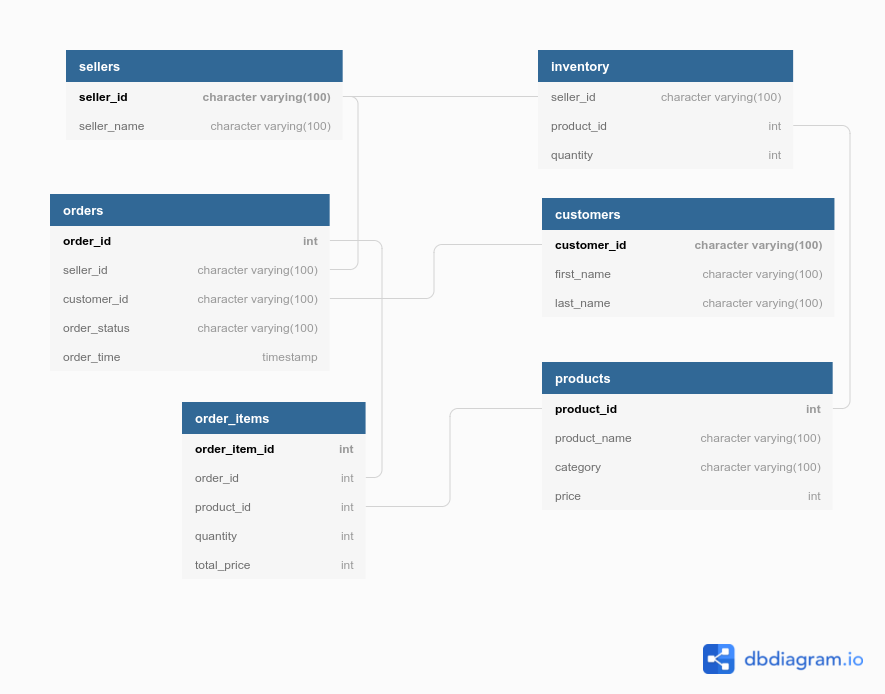 sellers
seller_id character varying(100)
seller_name character varying(100)
inventory
seller_id character varying(100)
product_id int
quantity int
orders
order_id int
seller_id character varying(100)
customer_id character varying(100)
order_status character varying(100)
order_time timestamp
customers
customer_id character varying(100)
first_name character varying(100)
last_name character varying(100)
order_items
order_item_id int
order_id int
product_id int
quantity int
total_price int
products
product_id int
product_name character varying(100)
category character varying(100)
price int
dbdiagram.io